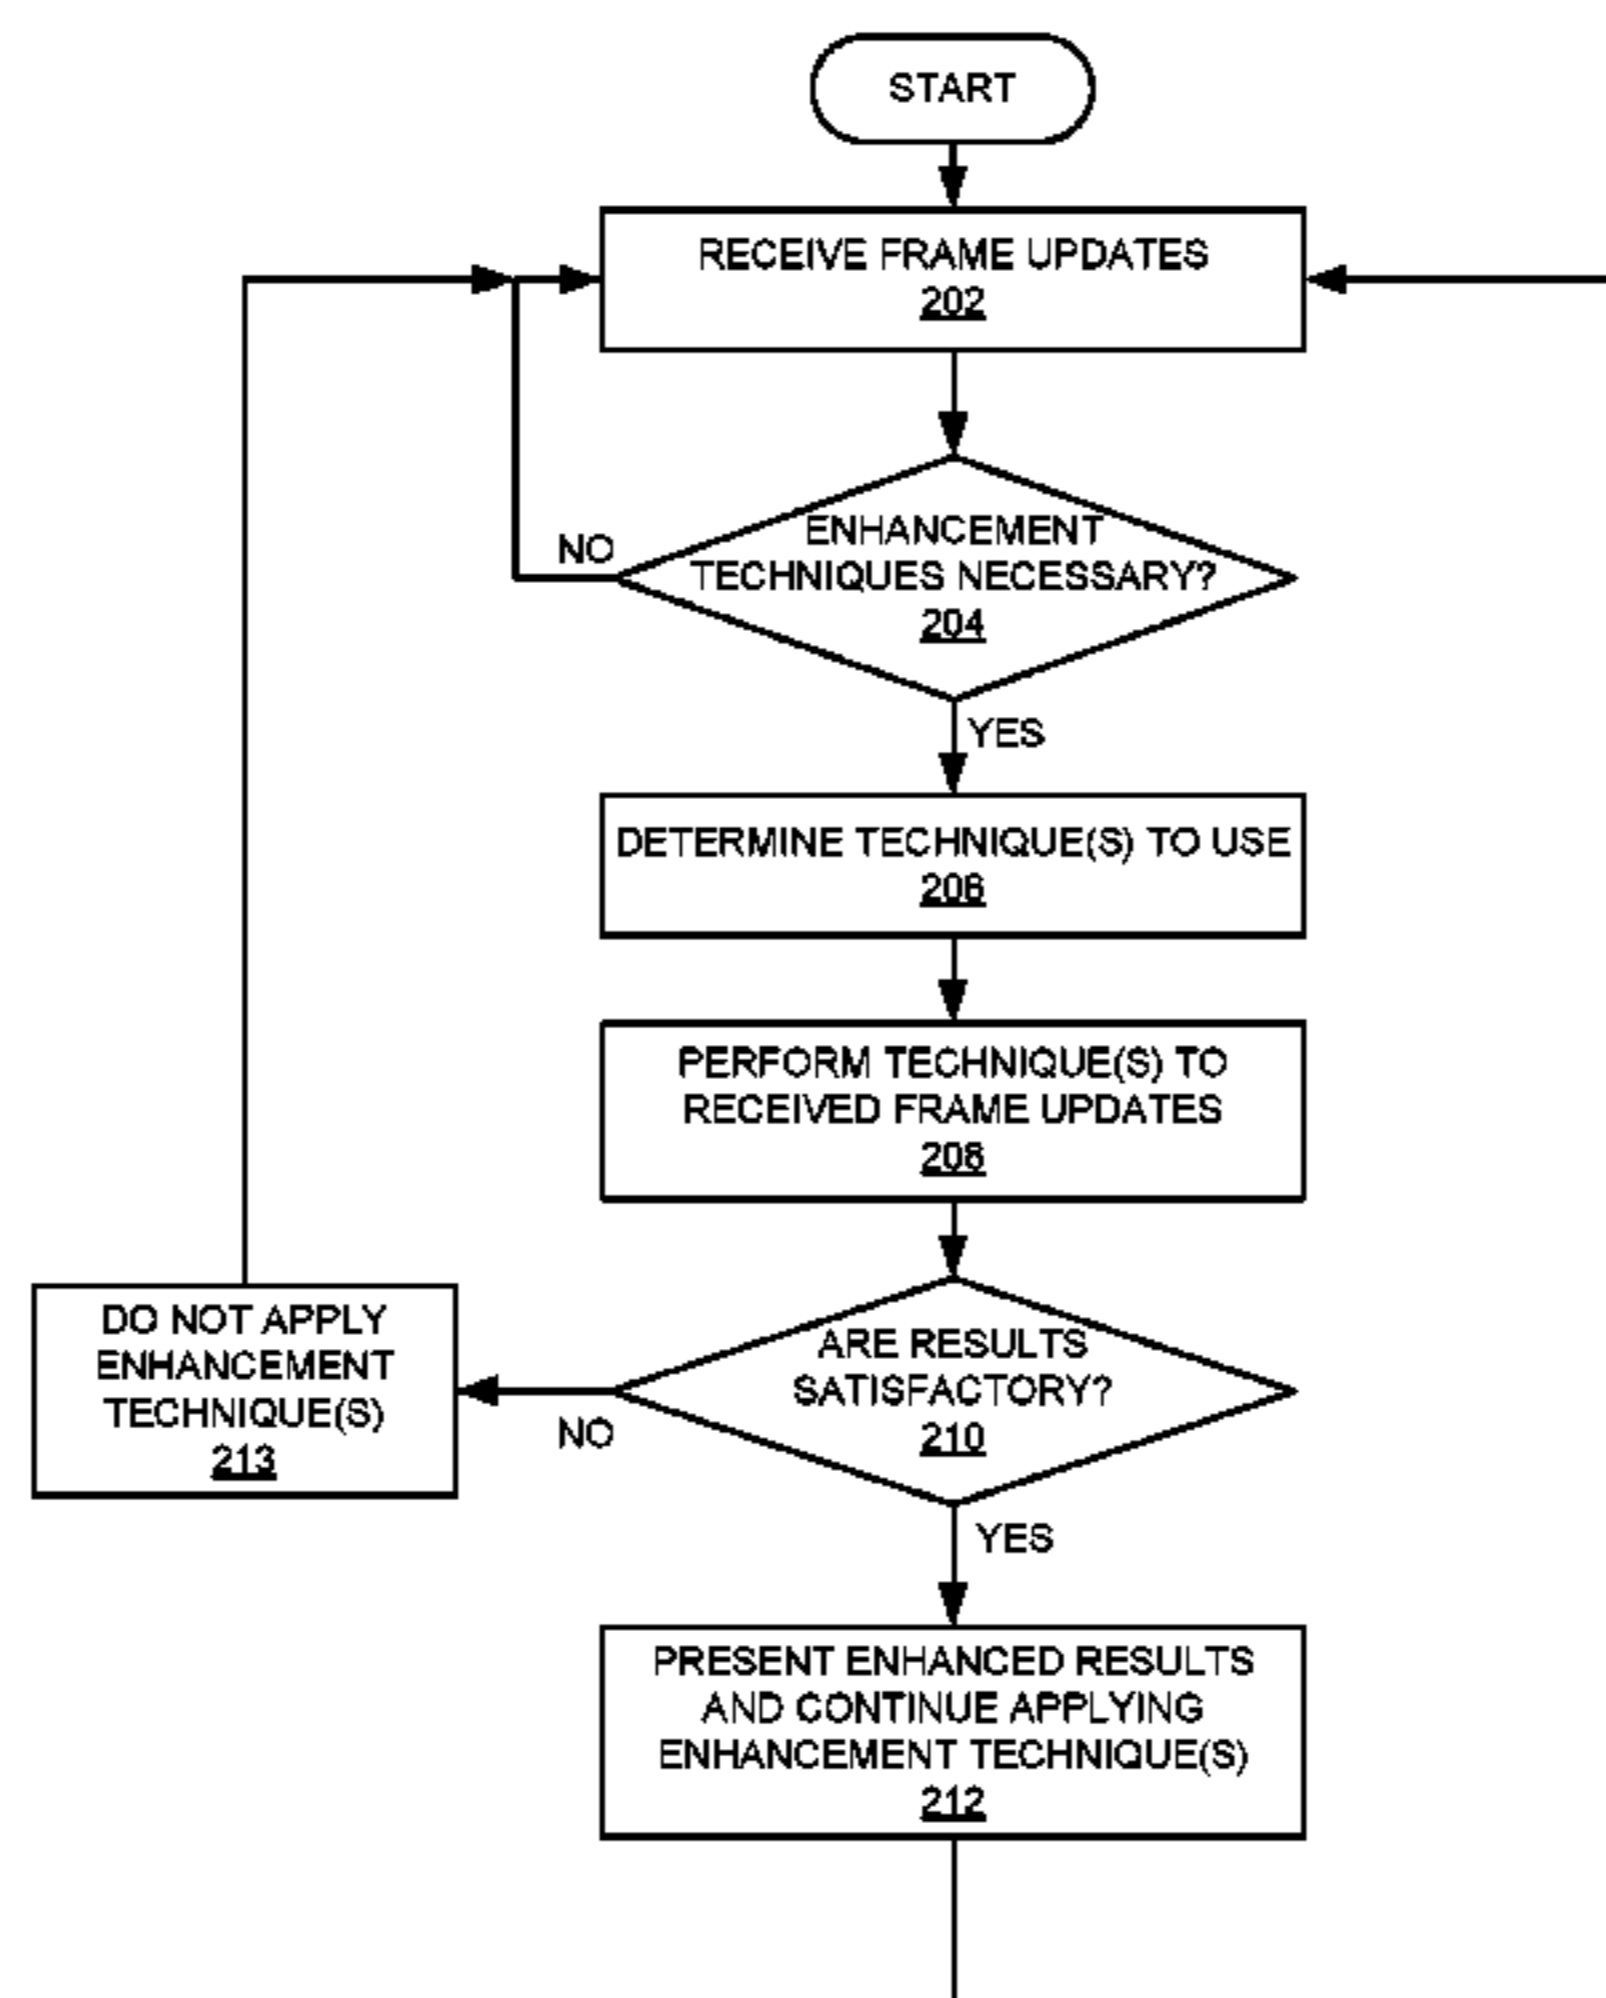 START
RECEIVE FRAME UPDATES
202
ENHANCEMENT
TECHNIQUES NECESSARY?
204
NO
YES
DETERMINE TECHNIQUE(S) TO USE
206
PERFORM TECHNIQUE(S) TO
RECEIVED FRAME UPDATES
208
ARE RESULTS
SATISFACTORY?
210
NO
DO NOT APPLY
ENHANCEMENT
TECHNIQUE(S)
213
YES
PRESENT ENHANCED RESULTS
AND CONTINUE APPLYING
ENHANCEMENT TECHNIQUE(S)
212